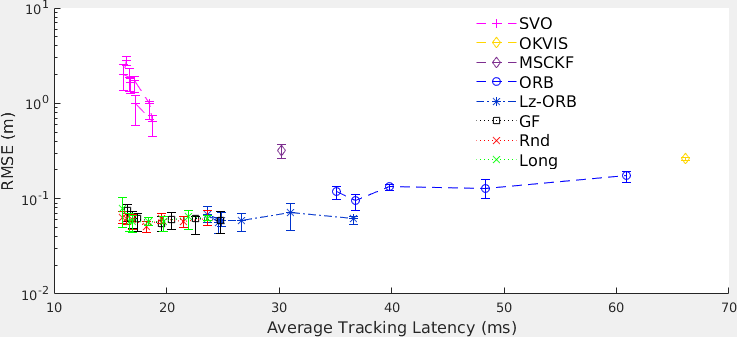 10^1
10^0
10^-1
10^-2
RMSE (m)
SVO
OKVIS
MSCKF
ORB
Lz-ORB
GF
Rnd
Long
10 20 30 40 50 60 70
Average Tracking Latency (ms)